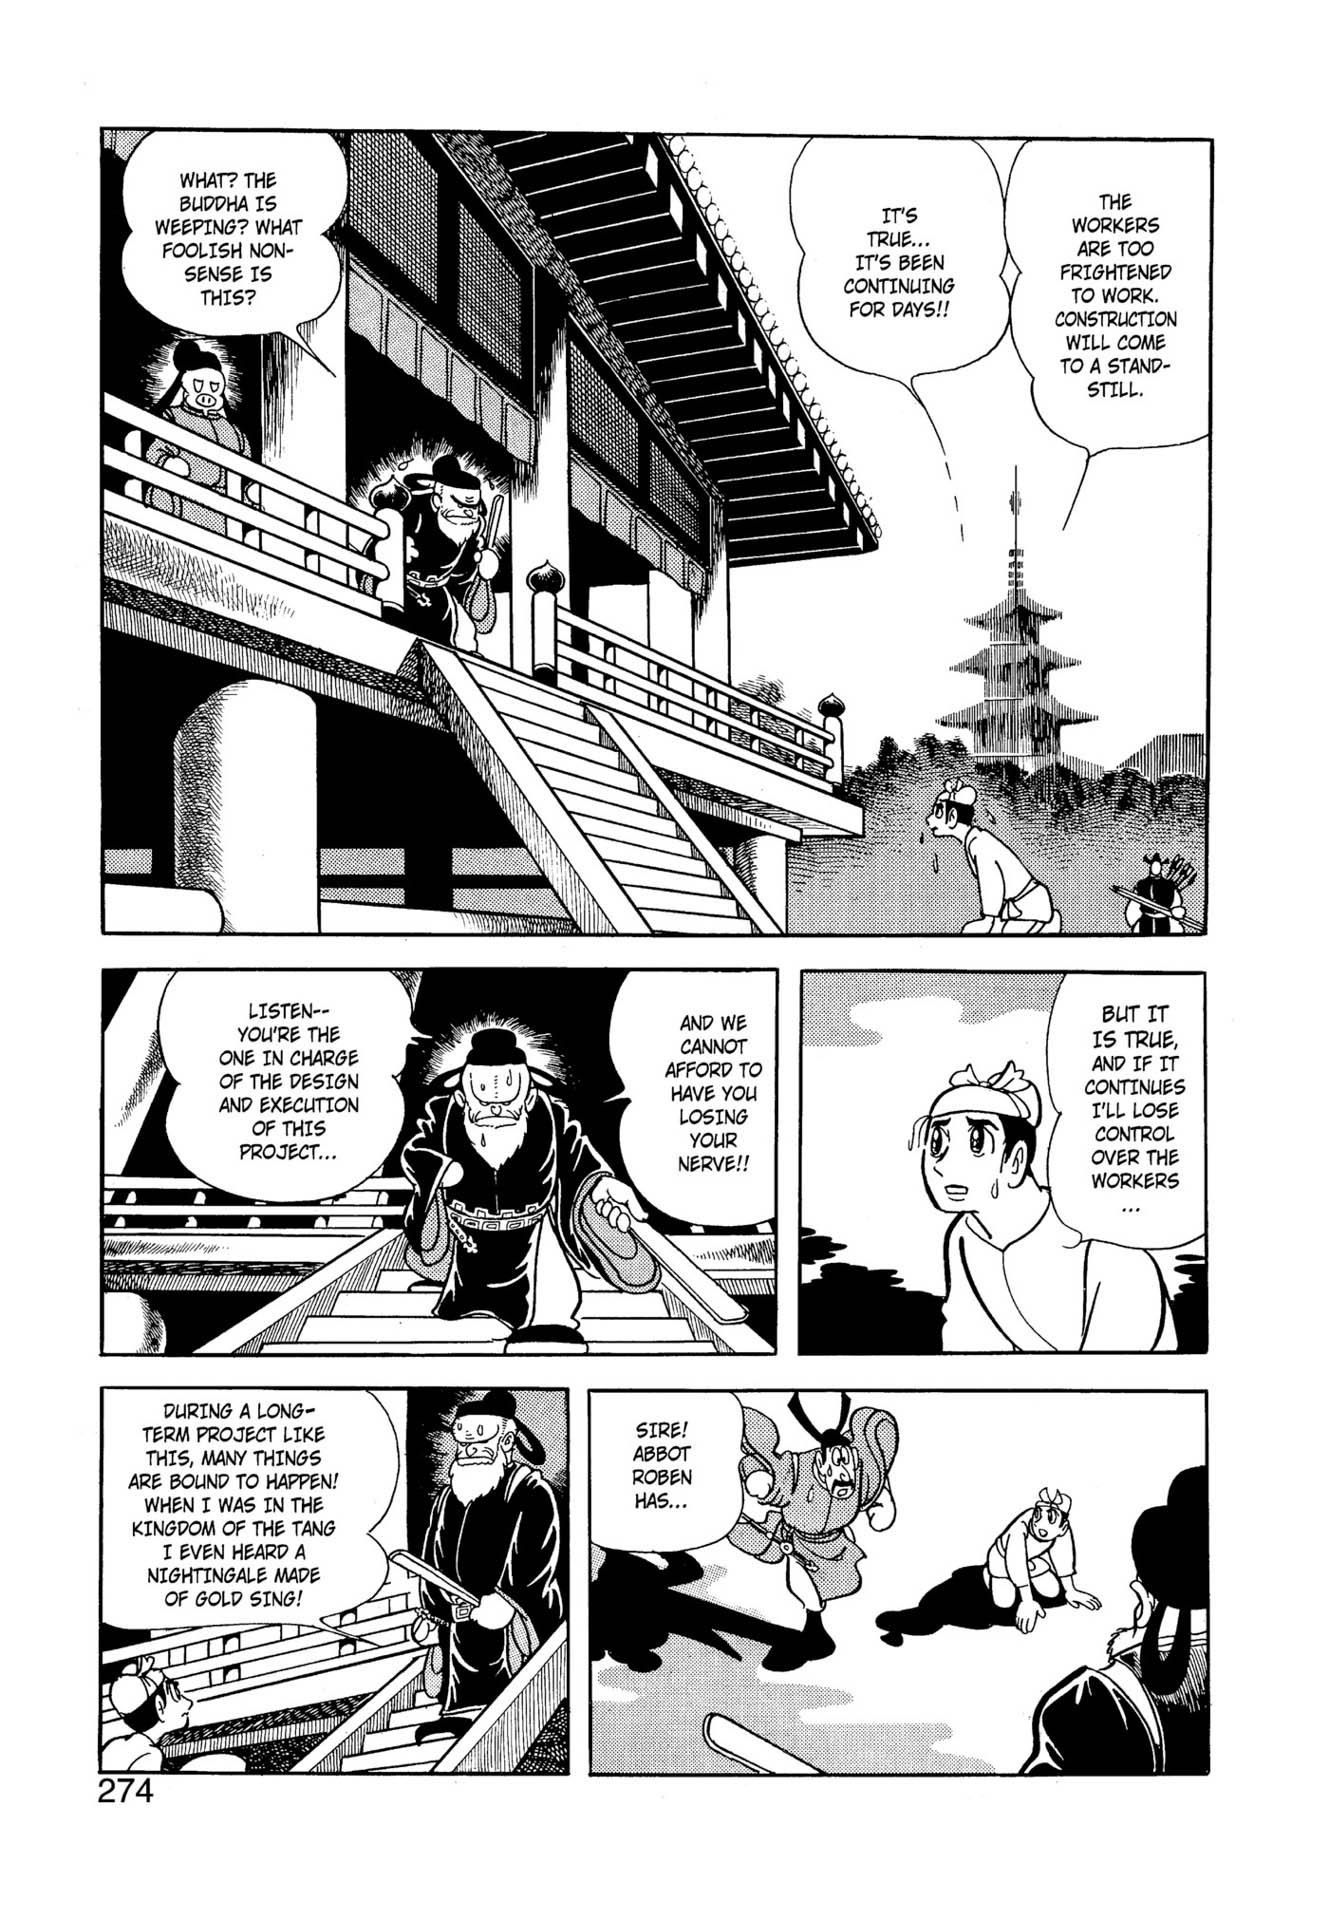 WHAT? THE
BUDDHA IS
WEEPING? WHAT
FOOLISH NON-
SENSE IS
THIS?
IT'S
TRUE...
IT'S BEEN
CONTINUING
FOR DAYS!!
THE
WORKERS
ARE TOO
FRIGHTENED
TO WORK.
CONSTRUCTION
WILL COME
TO A STAND-
STILL.
LISTEN--
YOU'RE THE
ONE IN CHARGE
OF THE DESIGN
AND EXECUTION
OF THIS
PROJECT...
AND WE
CANNOT
AFFORD TO
HAVE YOU
LOSING
YOUR
NERVE!!
BUT IT
IS TRUE,
AND IF IT
CONTINUES
I'LL LOSE
CONTROL
OVER THE
WORKERS
...
DURING A LONG-
TERM PROJECT LIKE
THIS, MANY THINGS
ARE BOUND TO HAPPEN!
WHEN I WAS IN THE
KINGDOM OF THE TANG
I EVEN HEARD A
NIGHTINGALE MADE
OF GOLD SING!
SIRE!
ABBOT
ROBEN
HAS...
274